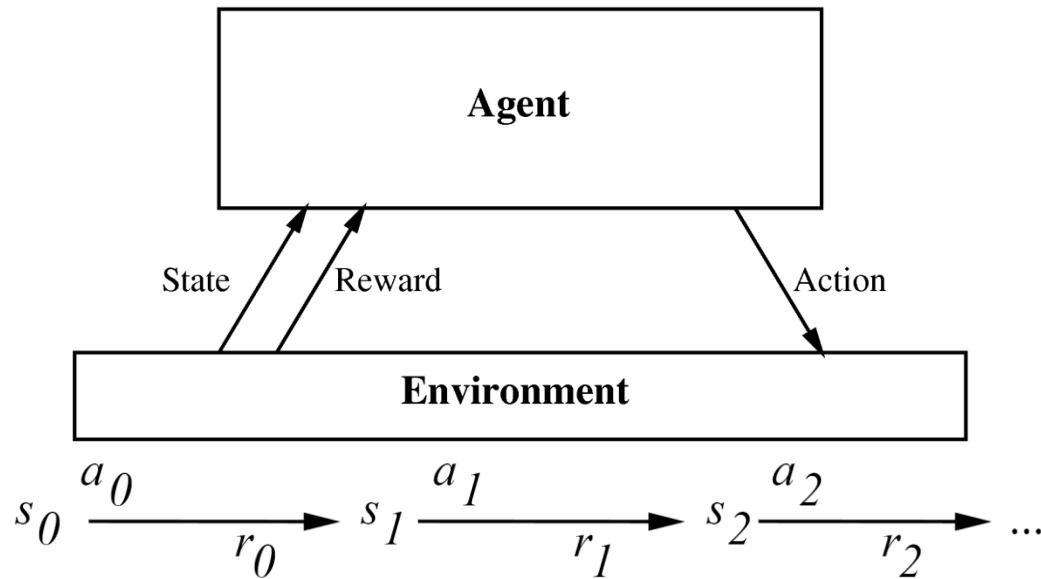 Agent
State Reward Action
Environment
a0 a1 a2
s0 s1 s2 ...
r0 r1 r2